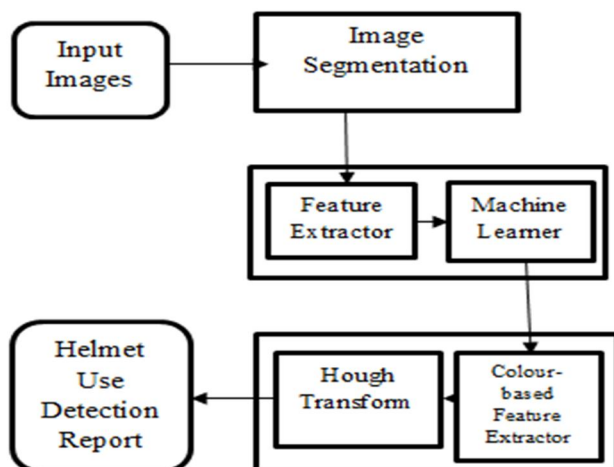 Input
Images
Image
Segmentation
Feature
Extractor
Machine
Learner
Colour-
based
Feature
Extractor
Hough
Transform
Helmet
Use
Detection
Report